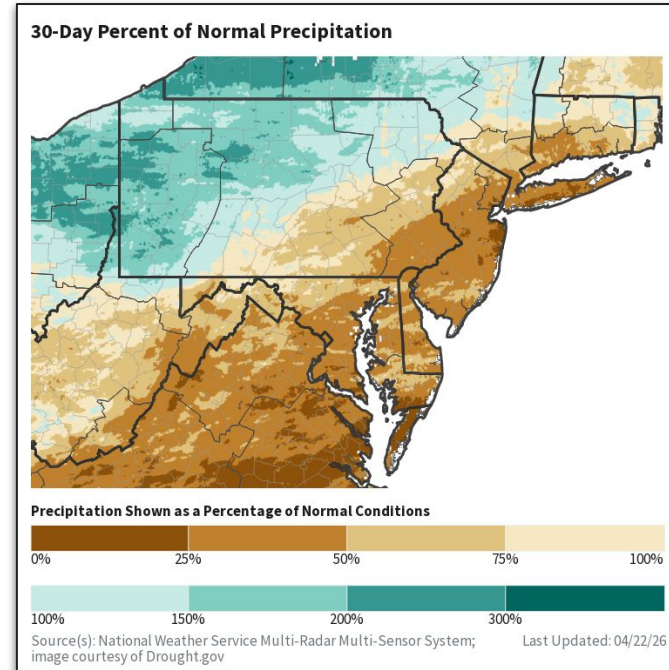 30-Day Percent of Normal Precipitation
Precipitation Shown as a Percentage of Normal Conditions
0% 25% 50% 75% 100%
100% 150% 200% 300%
Source(s): National Weather Service Multi-Radar Multi-Sensor System; Last Updated: 04/22/26
image courtesy of Drought.gov